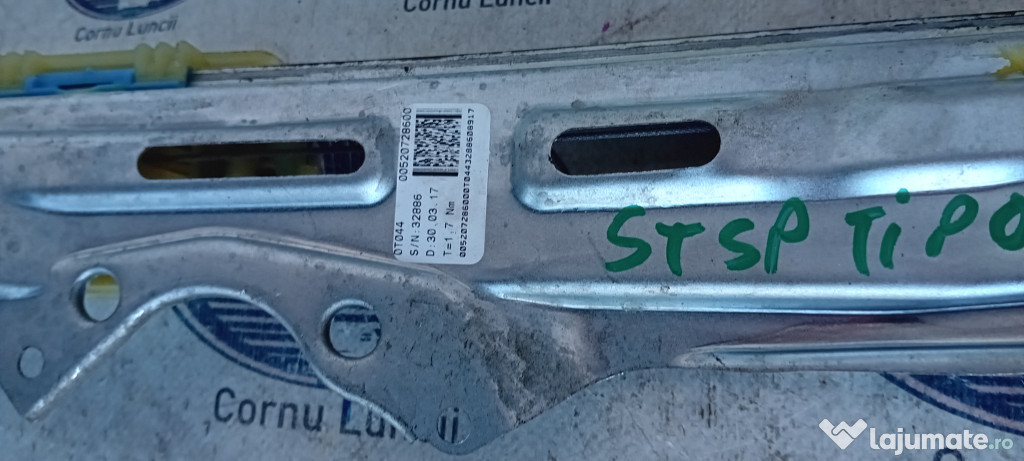 Cornu Luncii
Cornu Luncii
0T044 00520728600
S/N:32886
D:30.03.17
T=1.7 Nm
STSP TiPO
Cornu Luncii
lajumate.ro